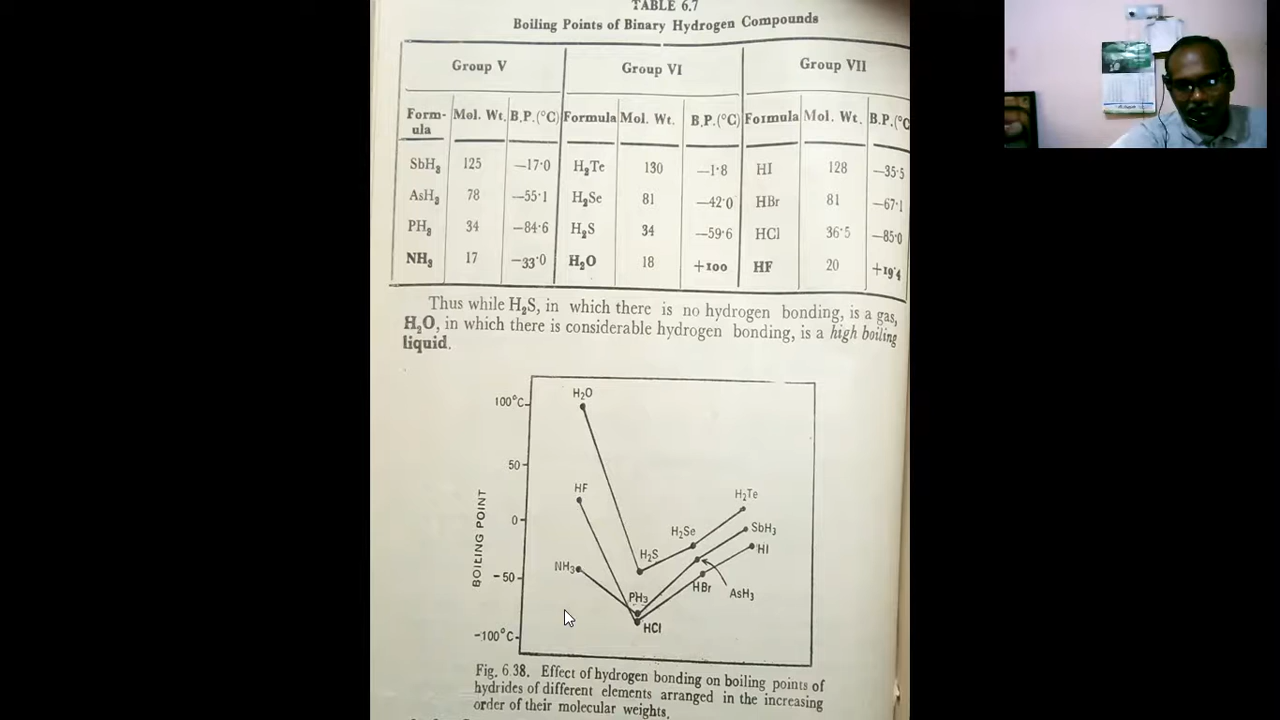 TABLE 6.7
Boiling Points of Binary Hydrogen Compounds
Group V Group VI Group VII
Form-ula Mol. Wt. B.P.(°C) Formula Mol. Wt. B.P.(°C) Formula Mol. Wt. B.P.(°C
SbH₃ 125 —17·0 H₂Te 130 —1·8 HI 128 —35·5
AsH₃ 78 —55·1 H₂Se 81 —42·0 HBr 81 —67·1
PH₃ 34 —84·6 H₂S 34 —59·6 HCl 36·5 —85·0
NH₃ 17 —33·0 H₂O 18 +100 HF 20 +19·4
Thus while H₂S, in which there is no hydrogen bonding, is a gas,
H₂O, in which there is considerable hydrogen bonding, is a high boiling
liquid.
H₂O
100°C
50
HF
H₂Te
0
SbH₃
H₂Se
HI
H₂S
NH₃
−50
HBr
AsH₃
PH₃
HCl
−100°C
BOILING POINT
Fig. 6 38. Effect of hydrogen bonding on boiling points of
hydrides of different elements arranged in the increasing
order of their molecular weights.